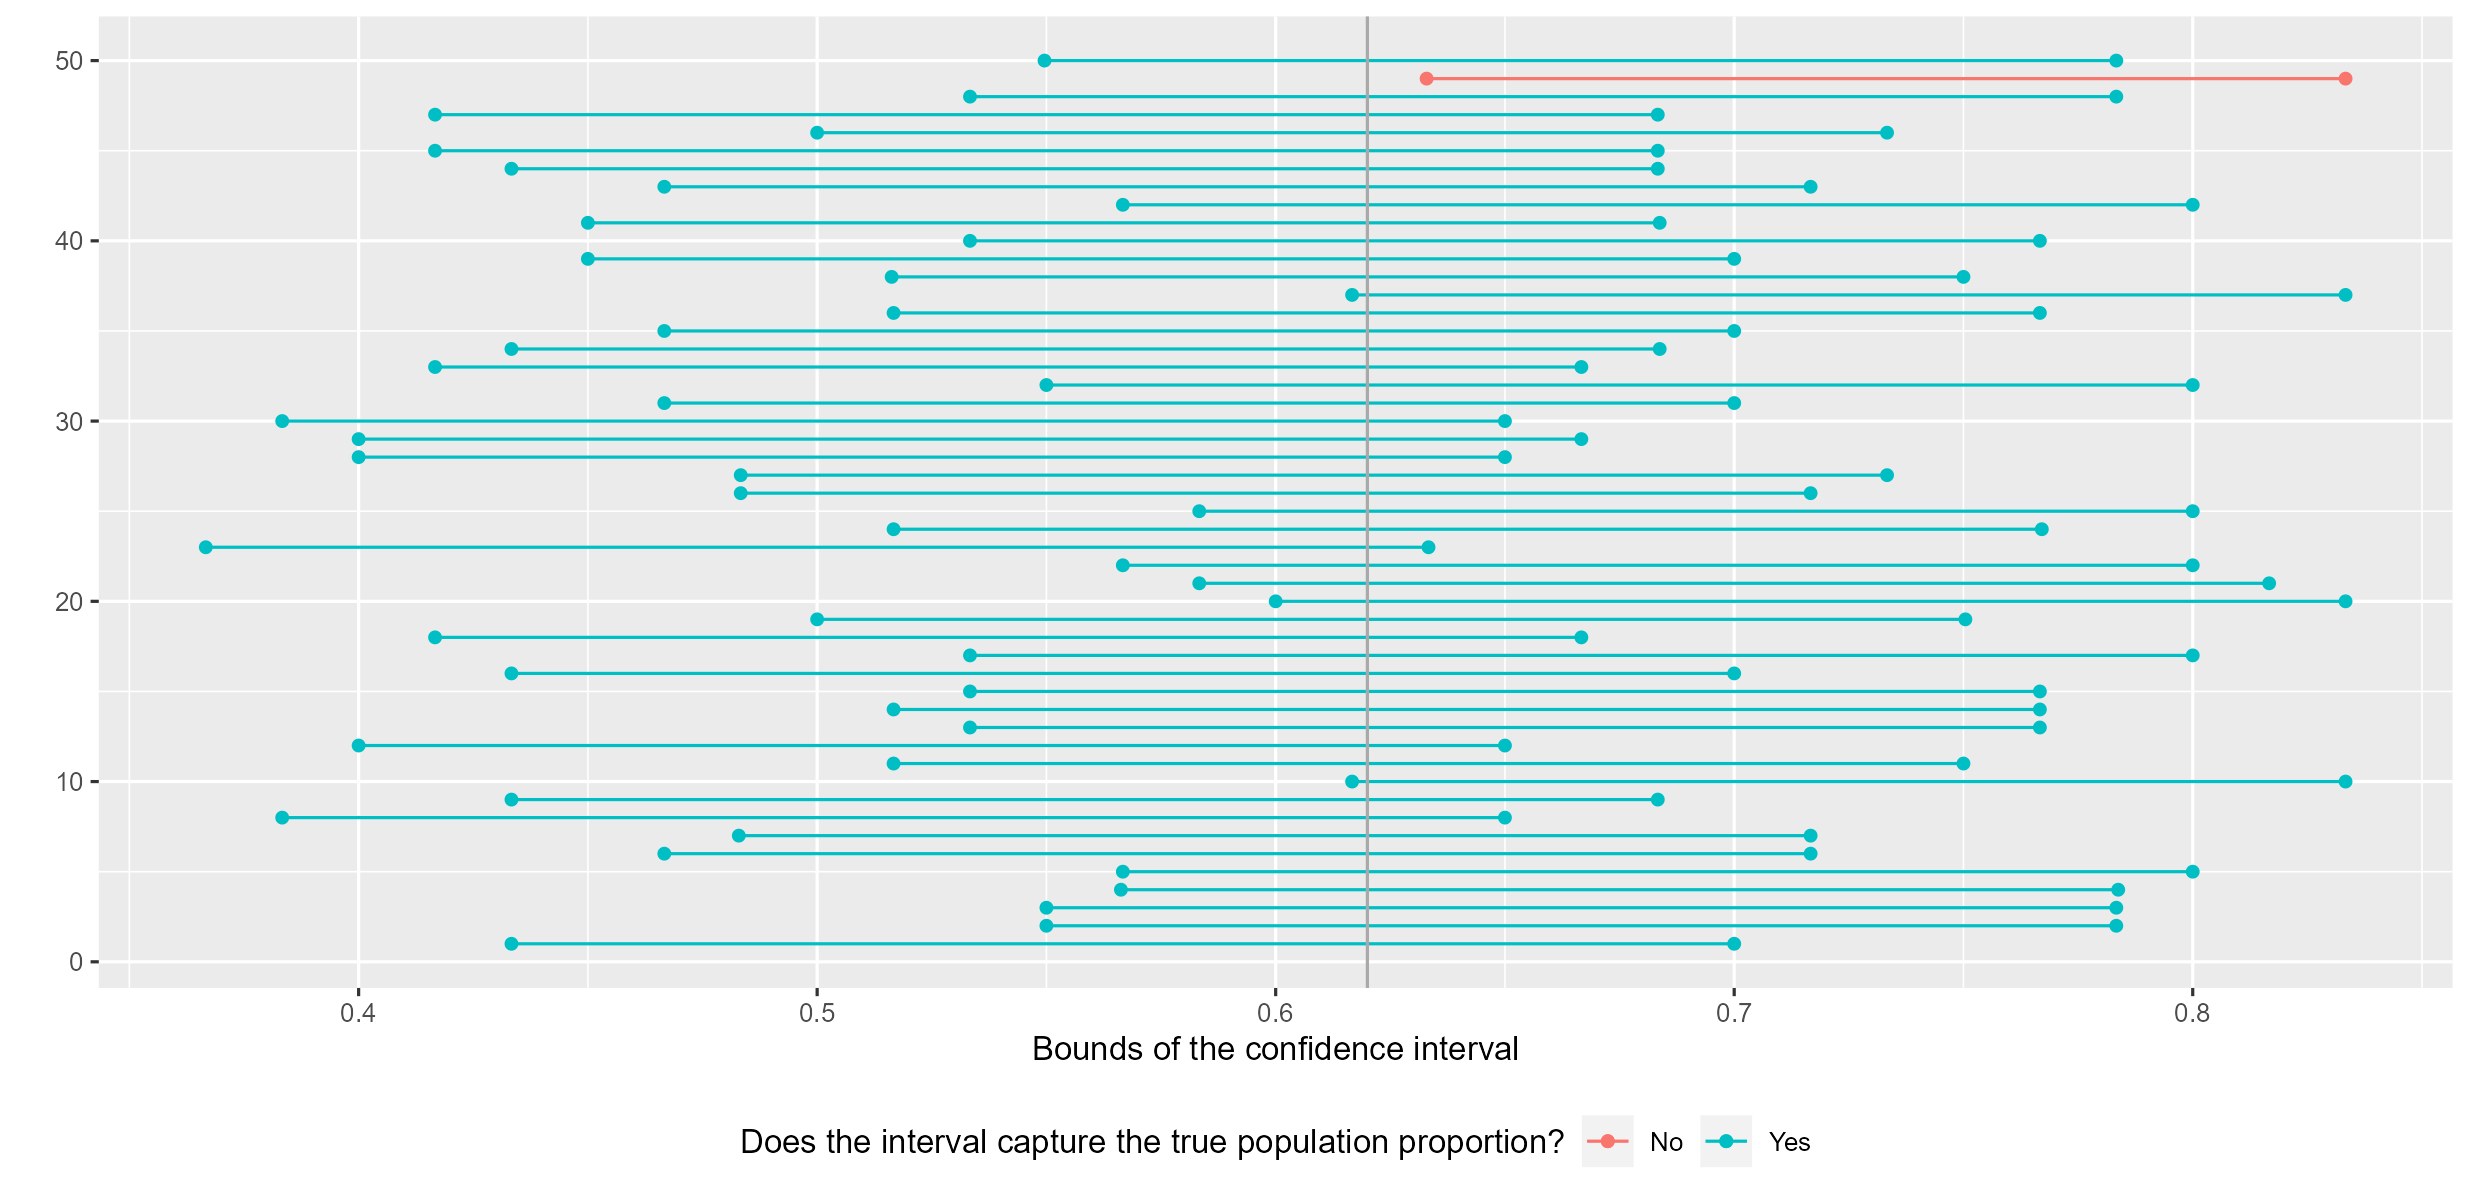 50
40
30
20
10
0
0.4 0.5 0.6 0.7 0.8
Bounds of the confidence interval
Does the interval capture the true population proportion? No Yes